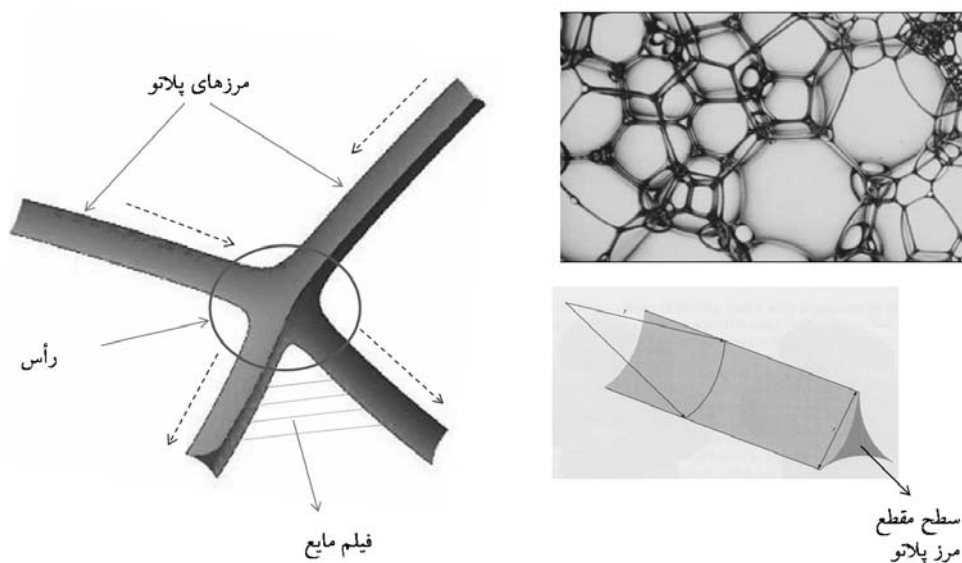 مرزهای پلاتو
رأس
فیلم مایع
سطح مقطع
مرز پلاتو